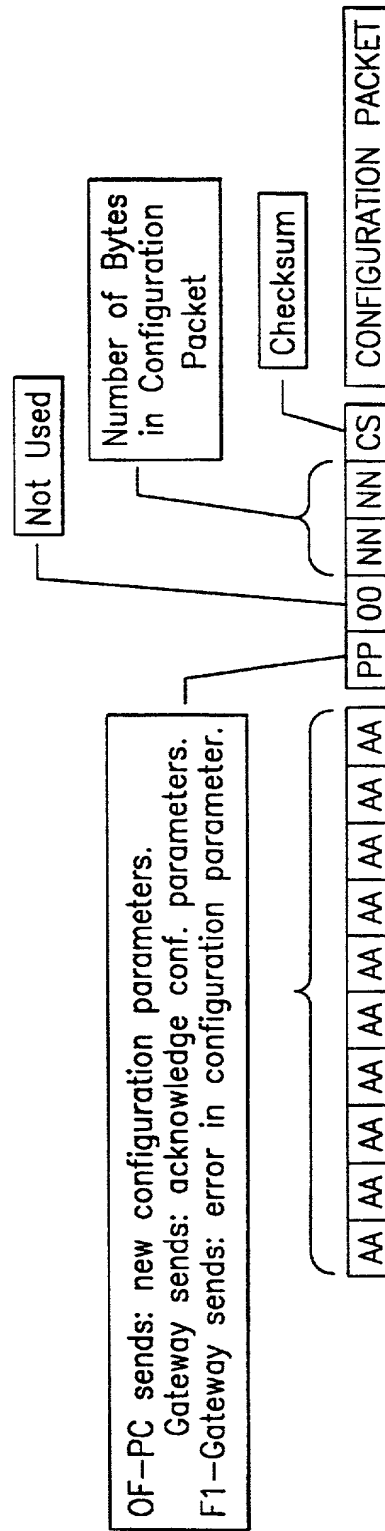 Not Used
Number of Bytes
in Configuration
Packet
OF-PC sends: new configuration parameters.
Gateway sends: acknowledge conf. parameters.
F1-Gateway sends: error in configuration parameter.
Checksum
AA AA AA AA AA AA AA AA AA AA PP 00 NN NN CS CONFIGURATION PACKET